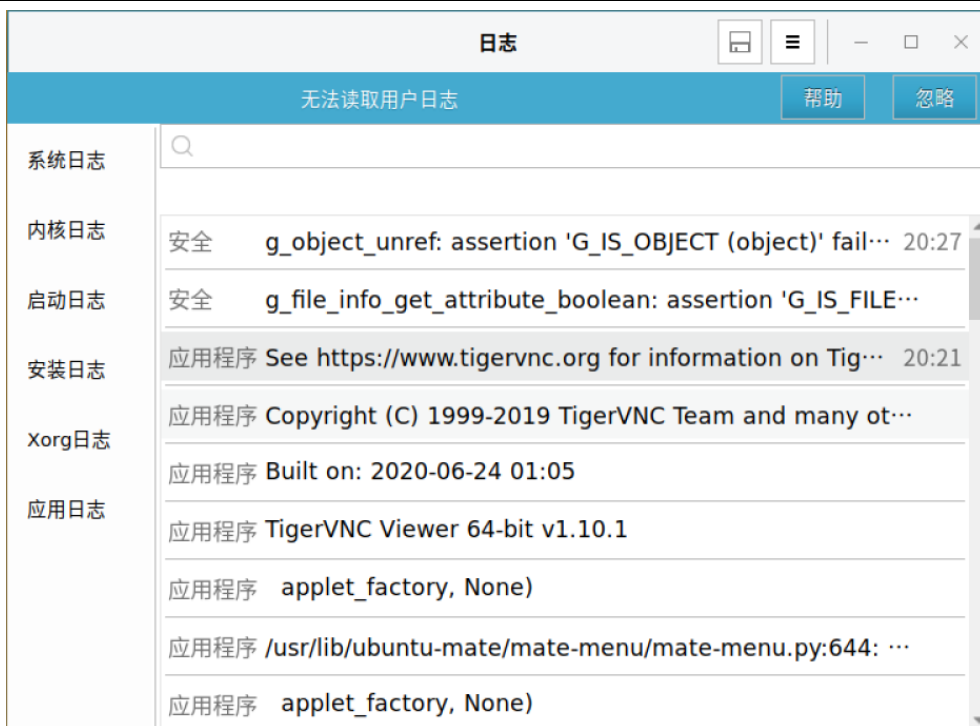 日志
无法读取用户日志 帮助 忽略
系统日志
内核日志
启动日志
安装日志
Xorg日志
应用日志
安全 g_object_unref: assertion 'G_IS_OBJECT (object)' fail··· 20:27
安全 g_file_info_get_attribute_boolean: assertion 'G_IS_FILE···
应用程序 See https://www.tigervnc.org for information on Tig··· 20:21
应用程序 Copyright (C) 1999-2019 TigerVNC Team and many ot···
应用程序 Built on: 2020-06-24 01:05
应用程序 TigerVNC Viewer 64-bit v1.10.1
应用程序 applet_factory, None)
应用程序 /usr/lib/ubuntu-mate/mate-menu/mate-menu.py:644: ···
应用程序 applet_factory, None)